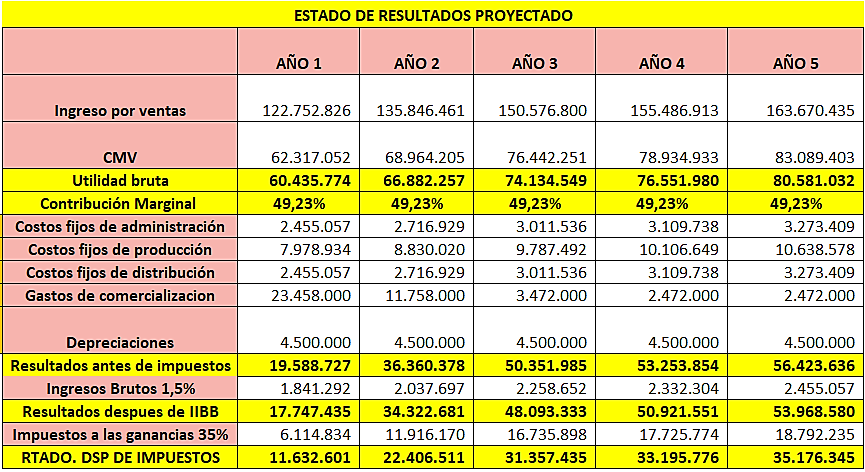 ESTADO DE RESULTADOS PROYECTADO
AÑO 1 AÑO 2 AÑO 3 AÑO 4 AÑO 5
Ingreso por ventas 122.752.826 135.846.461 150.576.800 155.486.913 163.670.435
CMV 62.317.052 68.964.205 76.442.251 78.934.933 83.089.403
Utilidad bruta 60.435.774 66.882.257 74.134.549 76.551.980 80.581.032
Contribución Marginal 49,23% 49,23% 49,23% 49,23% 49,23%
Costos fijos de administración 2.455.057 2.716.929 3.011.536 3.109.738 3.273.409
Costos fijos de producción 7.978.934 8.830.020 9.787.492 10.106.649 10.638.578
Costos fijos de distribución 2.455.057 2.716.929 3.011.536 3.109.738 3.273.409
Gastos de comercializacion 23.458.000 11.758.000 3.472.000 2.472.000 2.472.000
Depreciaciones 4.500.000 4.500.000 4.500.000 4.500.000 4.500.000
Resultados antes de impuestos 19.588.727 36.360.378 50.351.985 53.253.854 56.423.636
Ingresos Brutos 1,5% 1.841.292 2.037.697 2.258.652 2.332.304 2.455.057
Resultados despues de IIBB 17.747.435 34.322.681 48.093.333 50.921.551 53.968.580
Impuestos a las ganancias 35% 6.114.834 11.916.170 16.735.898 17.725.774 18.792.235
RTADO. DSP DE IMPUESTOS 11.632.601 22.406.511 31.357.435 33.195.776 35.176.345